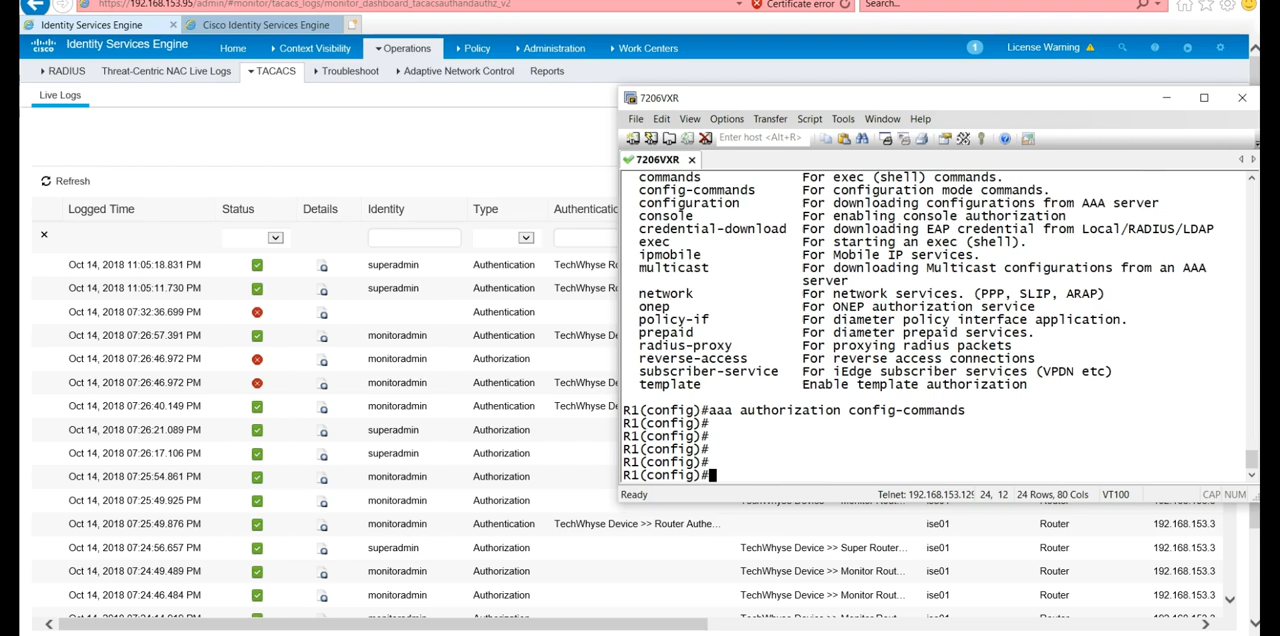 https://192.168.153.95/admin/#monitor/tacacs_logs/monitor_dashboard_tacacsauthandauthz_v2
Certificate error
Search...
Identity Services Engine
Cisco Identity Services Engine
cisco
Identity Services Engine
Home
Context Visibility
Operations
Policy
Administration
Work Centers
1
License Warning
RADIUS
Threat-Centric NAC Live Logs
TACACS
Troubleshoot
Adaptive Network Control
Reports
Live Logs
Refresh
Logged Time Status Details Identity Type Authenticatio
Oct 14, 2018 11:05:18.831 PM superadmin Authentication TechWhyse Ro
Oct 14, 2018 11:05:11.730 PM superadmin Authentication TechWhyse Ro
Oct 14, 2018 07:32:36.699 PM Authentication
Oct 14, 2018 07:26:57.391 PM monitoradmin Authentication TechWhyse De
Oct 14, 2018 07:26:46.972 PM monitoradmin Authorization
Oct 14, 2018 07:26:46.972 PM monitoradmin Authentication TechWhyse De
Oct 14, 2018 07:26:40.149 PM monitoradmin Authentication TechWhyse De
Oct 14, 2018 07:26:21.089 PM superadmin Authorization
Oct 14, 2018 07:26:17.106 PM superadmin Authorization
Oct 14, 2018 07:25:54.861 PM monitoradmin Authorization
Oct 14, 2018 07:25:49.925 PM monitoradmin Authorization
Oct 14, 2018 07:25:49.876 PM monitoradmin Authentication TechWhyse Device >> Router Authe... ise01 Router 192.168.153.3
Oct 14, 2018 07:24:56.657 PM superadmin Authorization TechWhyse Device >> Super Router... ise01 Router 192.168.153.3
Oct 14, 2018 07:24:49.489 PM monitoradmin Authorization TechWhyse Device >> Monitor Rout... ise01 Router 192.168.153.3
Oct 14, 2018 07:24:46.484 PM monitoradmin Authorization TechWhyse Device >> Monitor Rout... ise01 Router 192.168.153.3
7206VXR
File Edit View Options Transfer Script Tools Window Help
Enter host <Alt+R>
7206VXR
commands For exec (shell) commands.
config-commands For configuration mode commands.
configuration For downloading configurations from AAA server
console For enabling console authorization
credential-download For downloading EAP credential from Local/RADIUS/LDAP
exec For starting an exec (shell).
ipmobile For Mobile IP services.
multicast For downloading Multicast configurations from an AAA
server
network For network services. (PPP, SLIP, ARAP)
onep For ONEP authorization service
policy-if For diameter policy interface application.
prepaid For diameter prepaid services.
radius-proxy For proxying radius packets
reverse-access For reverse access connections
subscriber-service For iEdge subscriber services (VPDN etc)
template Enable template authorization
R1(config)#aaa authorization config-commands
R1(config)#
R1(config)#
R1(config)#
R1(config)#
R1(config)#
Ready
Telnet: 192.168.153.129
24, 12
24 Rows, 80 Cols
VT100
CAP NUM